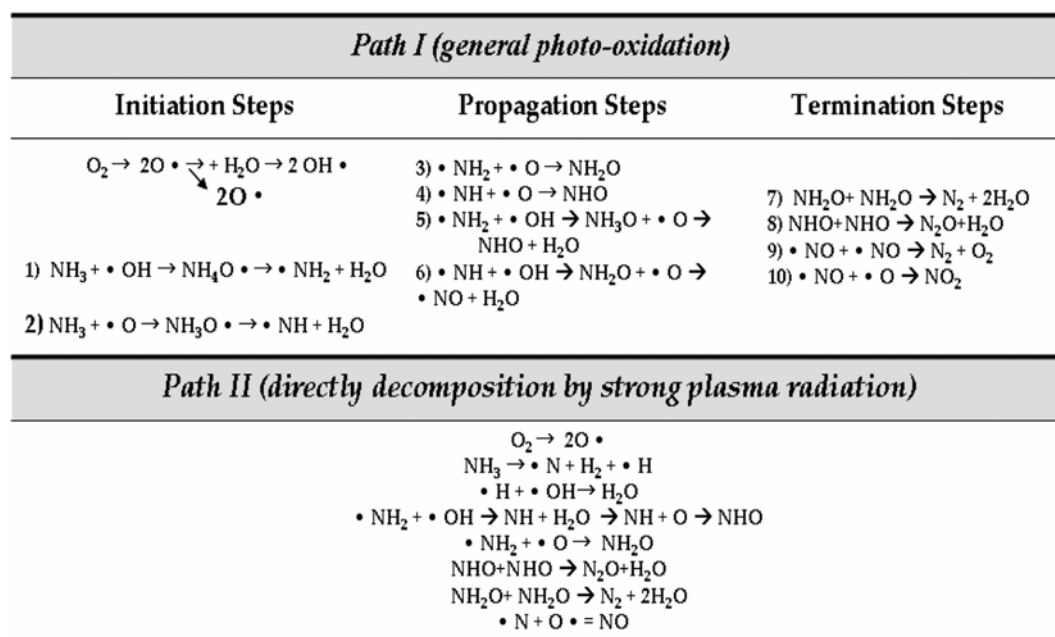 Path I (general photo-oxidation)
Initiation Steps
O₂ → 2O • → + H₂O → 2 OH •
2O •
1) NH₃ + • OH → NH₄O • → • NH₂ + H₂O
2) NH₃ + • O → NH₃O • → • NH + H₂O
Propagation Steps
3) • NH₂ + • O → NH₂O
4) • NH + • O → NHO
5) • NH₂ + • OH → NH₃O + • O →
NHO + H₂O
6) • NH + • OH → NH₂O + • O →
• NO + H₂O
Termination Steps
7) NH₂O+ NH₂O → N₂ + 2H₂O
8) NHO+NHO → N₂O+H₂O
9) • NO + • NO → N₂ + O₂
10) • NO + • O → NO₂
Path II (directly decomposition by strong plasma radiation)
O₂ → 2O •
NH₃ → • N + H₂ + • H
• H + • OH → H₂O
• NH₂ + • OH → NH + H₂O → NH + O → NHO
• NH₂ + • O → NH₂O
NHO+NHO → N₂O+H₂O
NH₂O+ NH₂O → N₂ + 2H₂O
• N + O • = NO